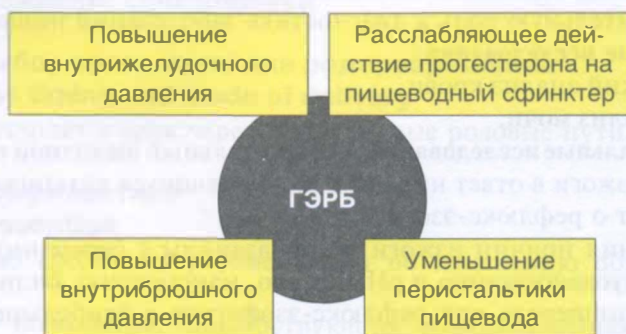 Повышение
внутрижелудочного
давления
Расслабляющее дей-
ствие прогестерона на
пищеводный сфинктер
ГЭРБ
Повышение
внутрибрюшного
давления
Уменьшение
перистальтики
пищевода